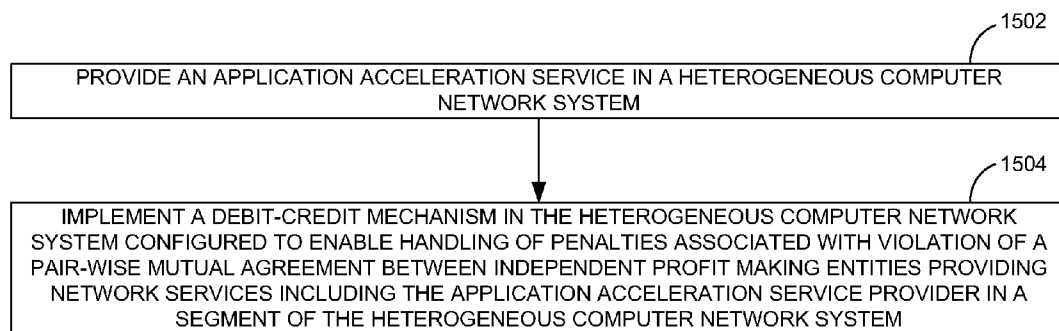 1502
PROVIDE AN APPLICATION ACCELERATION SERVICE IN A HETEROGENEOUS COMPUTER
NETWORK SYSTEM
1504
IMPLEMENT A DEBIT-CREDIT MECHANISM IN THE HETEROGENEOUS COMPUTER NETWORK
SYSTEM CONFIGURED TO ENABLE HANDLING OF PENALTIES ASSOCIATED WITH VIOLATION OF A
PAIR-WISE MUTUAL AGREEMENT BETWEEN INDEPENDENT PROFIT MAKING ENTITIES PROVIDING
NETWORK SERVICES INCLUDING THE APPLICATION ACCELERATION SERVICE PROVIDER IN A
SEGMENT OF THE HETEROGENEOUS COMPUTER NETWORK SYSTEM